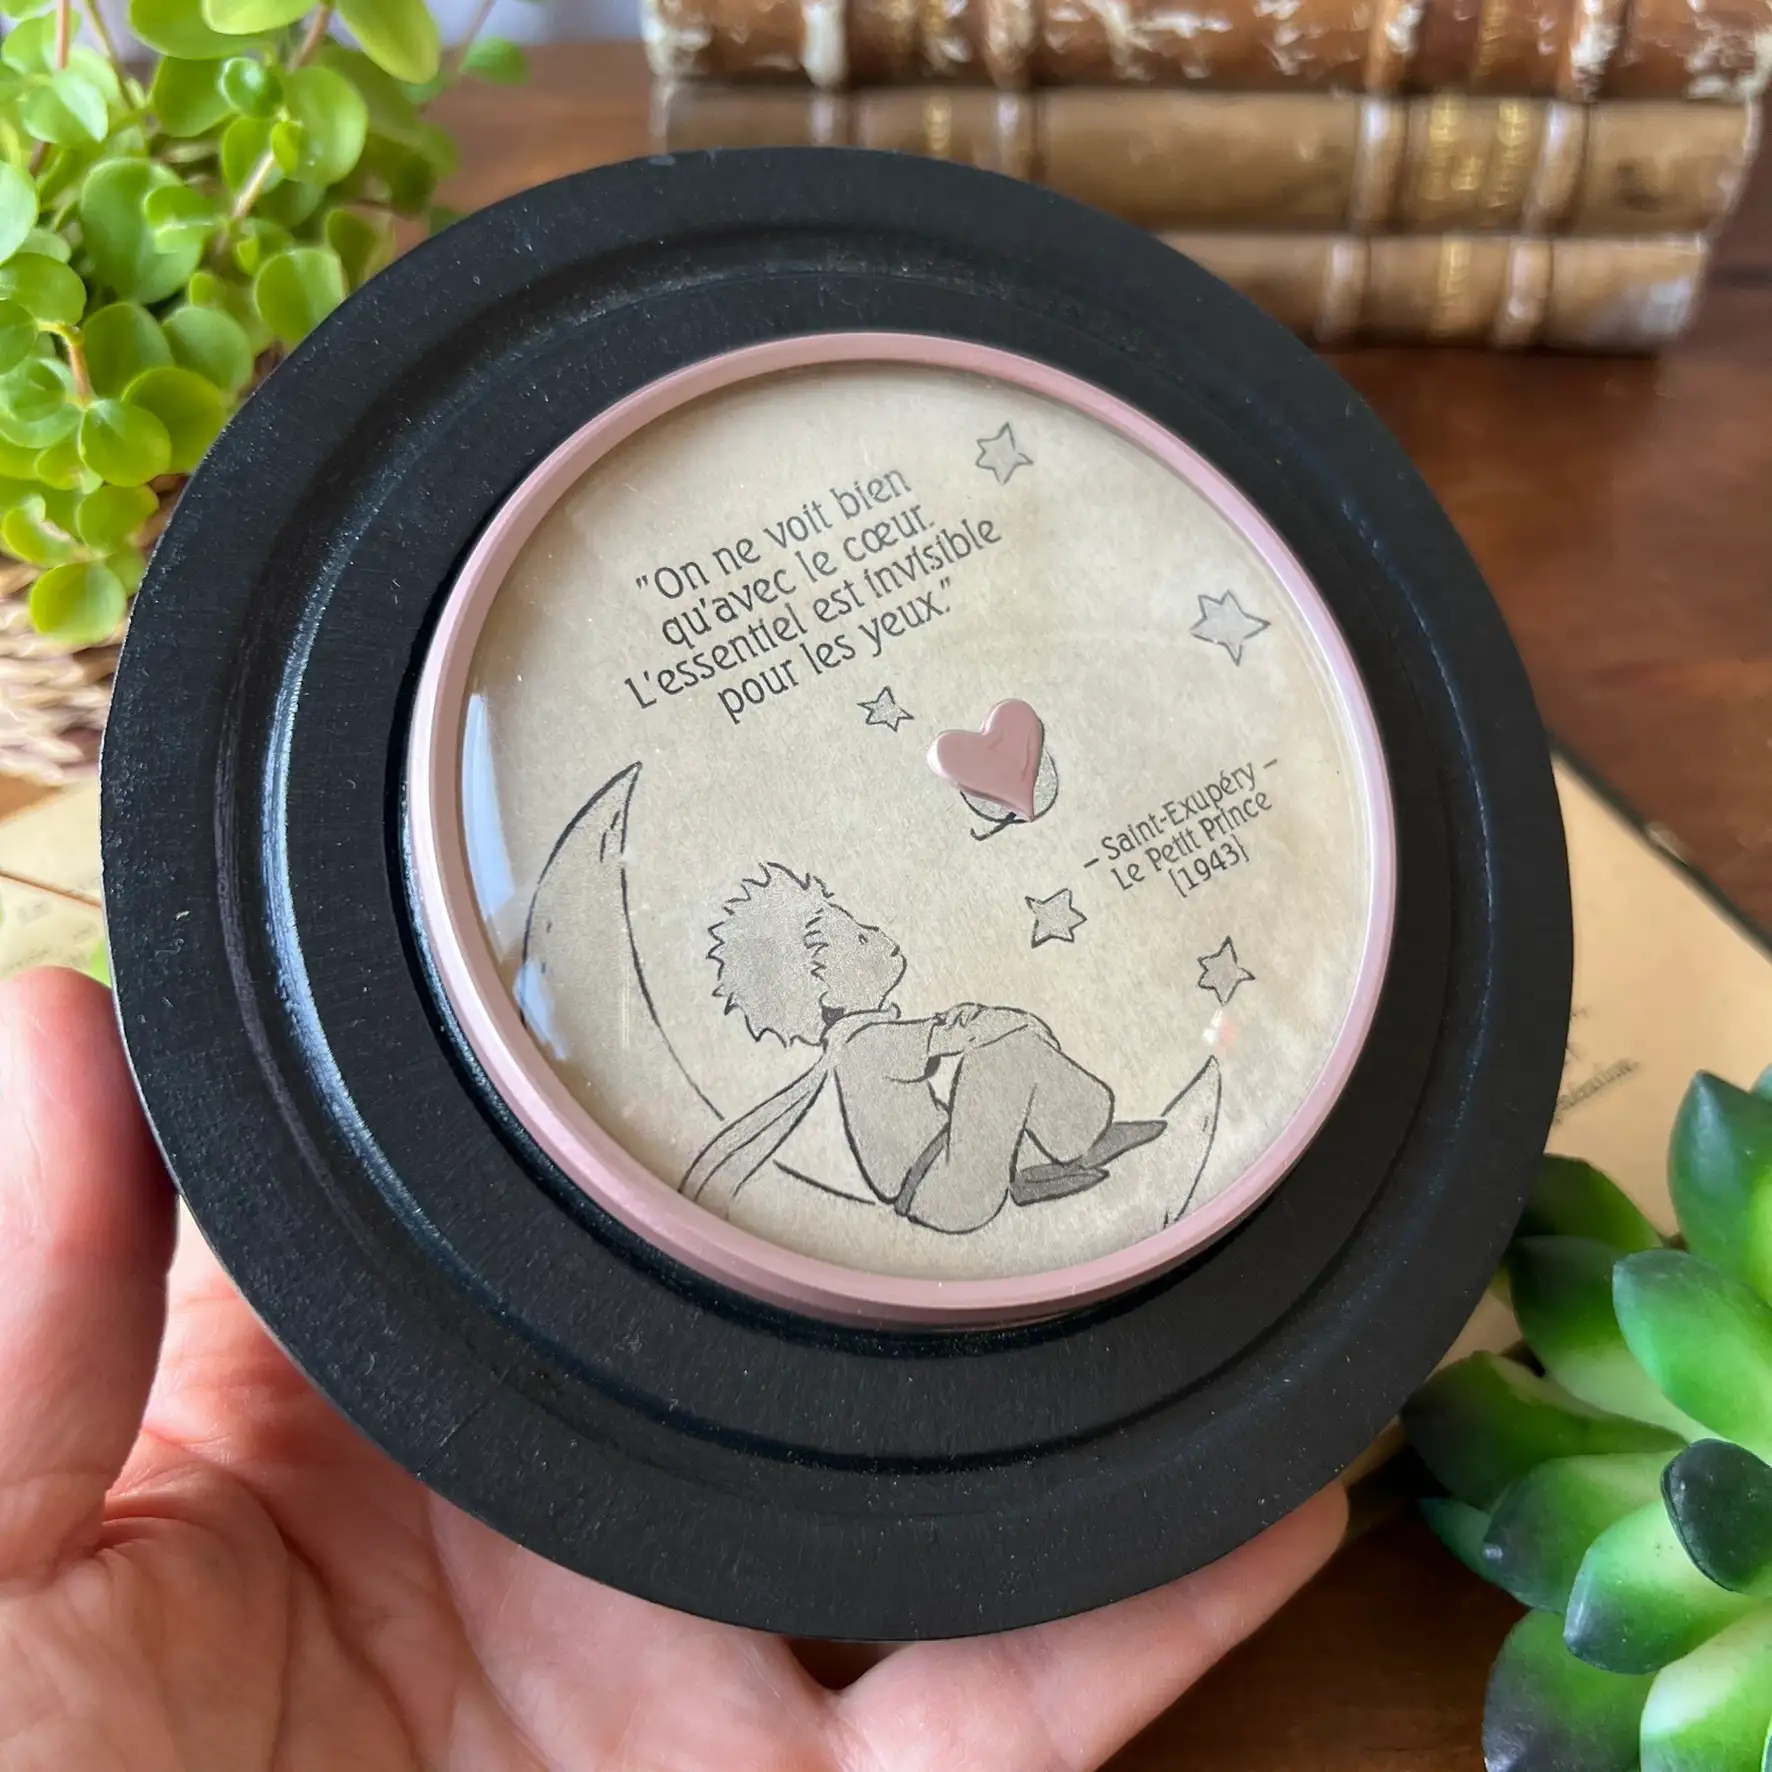 "On ne voit bien
qu'avec le cœur.
L'essentiel est invisible
pour les yeux."
– Saint-Exupéry –
Le Petit Prince
[1943]